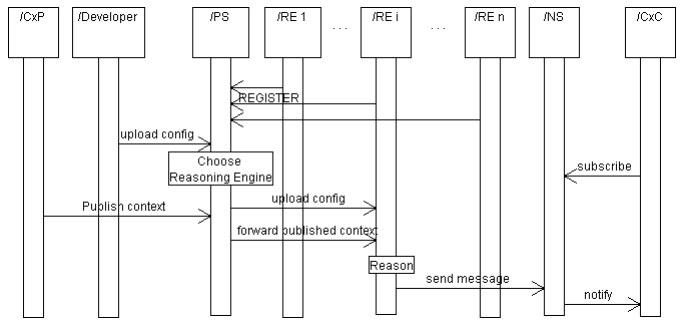 /CxP
/Developer
/PS
/RE 1
. . .
/RE i
. . .
/RE n
/NS
/CxC
REGISTER
upload config
Choose
Reasoning Engine
subscribe
upload config
Publish context
forward published context
Reason
send message
notify